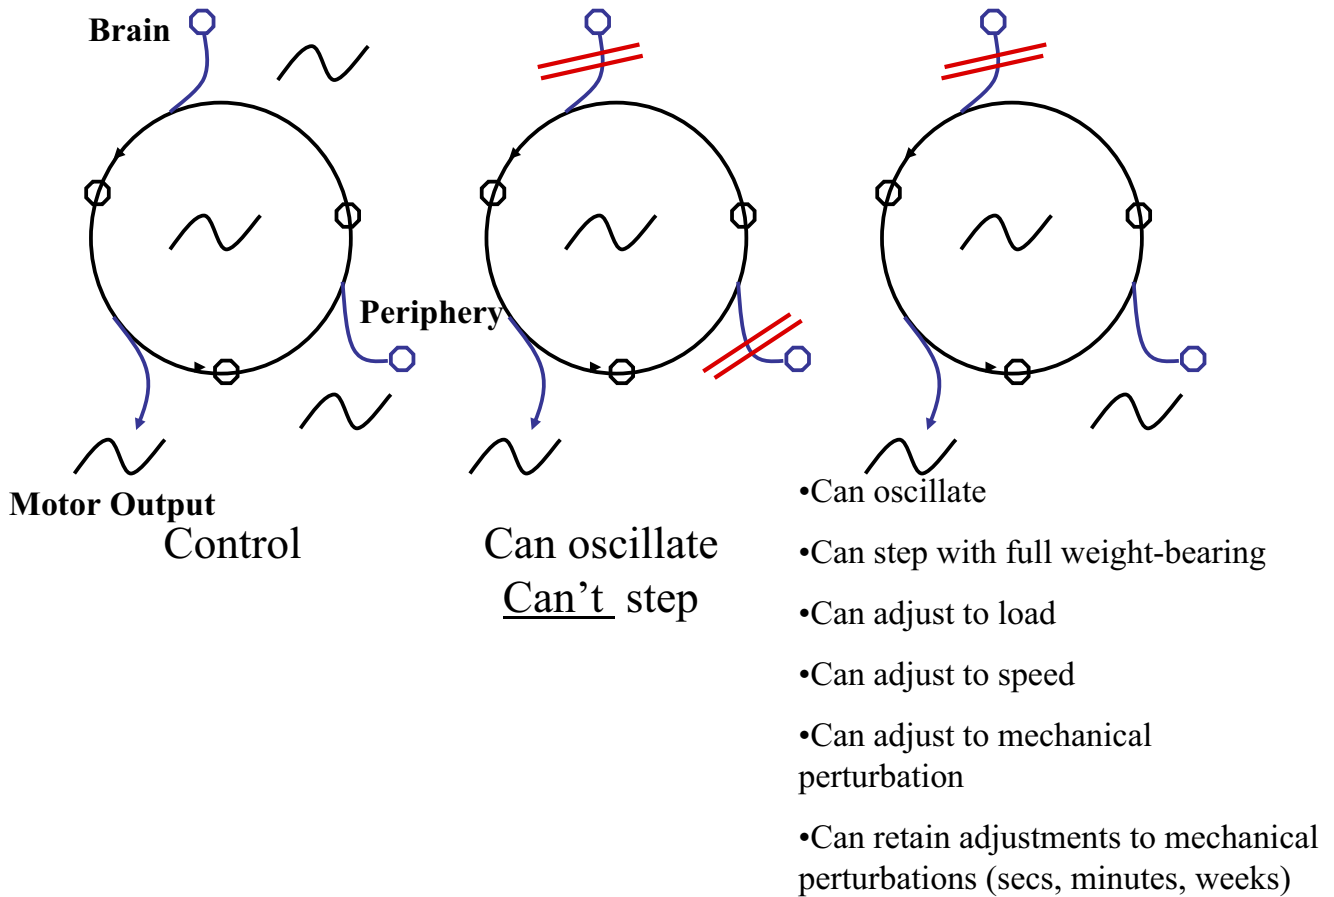 Brain
Periphery
Motor Output
Control
Can oscillate
Can't step
•Can oscillate
•Can step with full weight-bearing
•Can adjust to load
•Can adjust to speed
•Can adjust to mechanical
perturbation
•Can retain adjustments to mechanical
perturbations (secs, minutes, weeks)